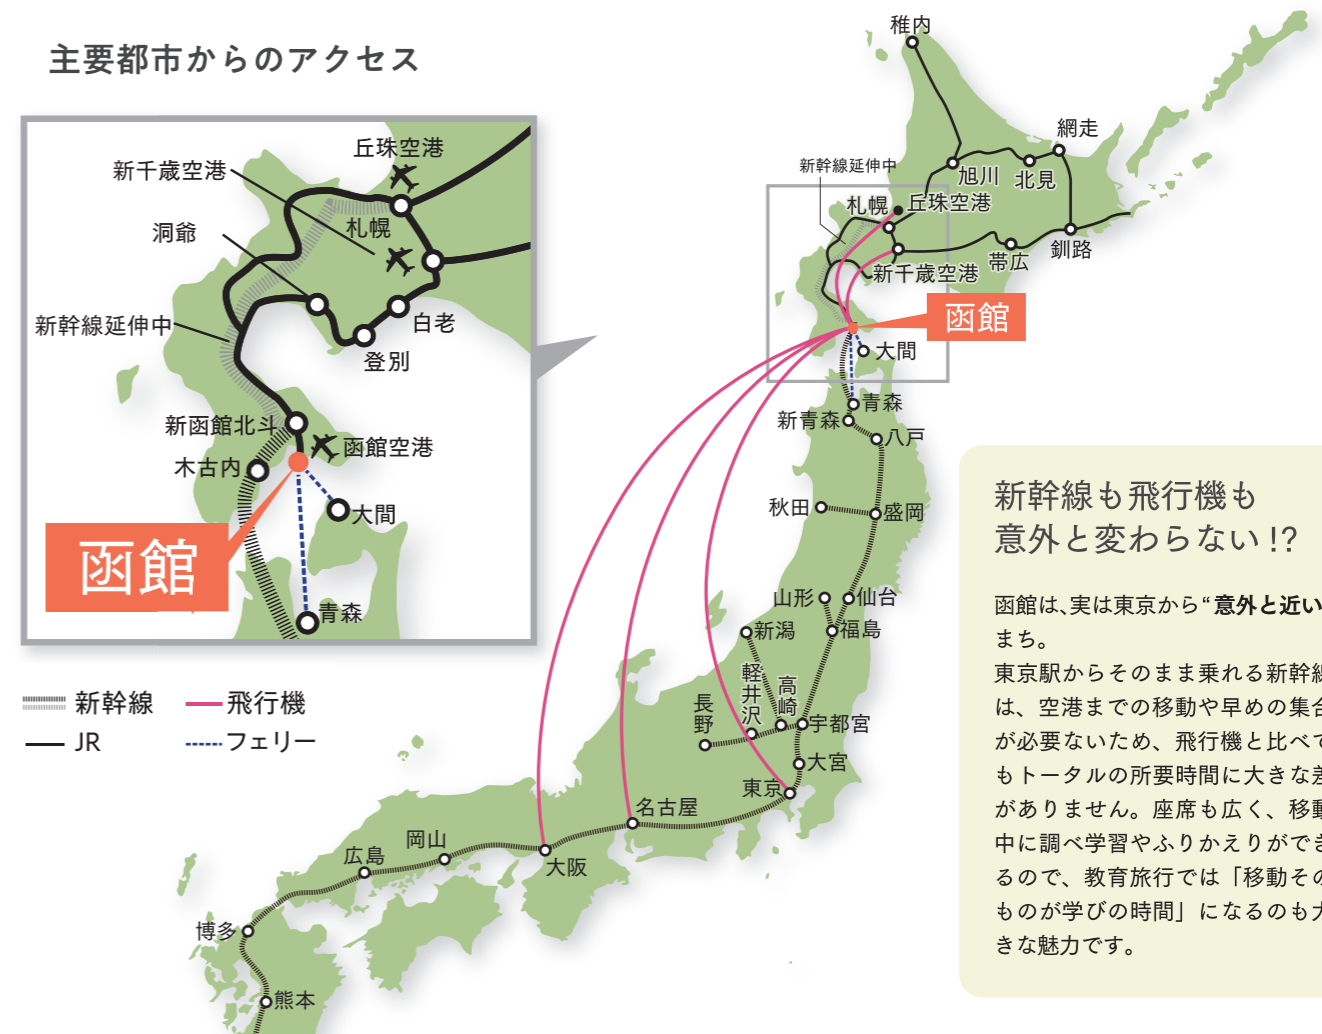 主要都市からのアクセス
丘珠空港
新千歳空港
札幌
洞爺
新幹線延伸中
白老
登別
新函館北斗
函館空港
木古内
大間
函館
青森
新幹線
飛行機
JR
フェリー
稚内
網走
新幹線延伸中
旭川
北見
札幌
丘珠空港
釧路
帯広
新千歳空港
函館
大間
青森
新青森
八戸
秋田
盛岡
山形
仙台
新潟
福島
軽井沢
高崎
長野
宇都宮
大宮
東京
名古屋
岡山
広島
大阪
博多
熊本
新幹線も飛行機も
意外と変わらない!?
函館は、実は東京から“意外と近い
まち。
東京駅からそのまま乗れる新幹線
は、空港までの移動や早めの集合
が必要ないため、飛行機と比べて
もトータルの所要時間に大きな差
がありません。座席も広く、移動
中に調べ学習やふりかえりができ
るので、教育旅行では「移動その
ものが学びの時間」になるのも大
きな魅力です。